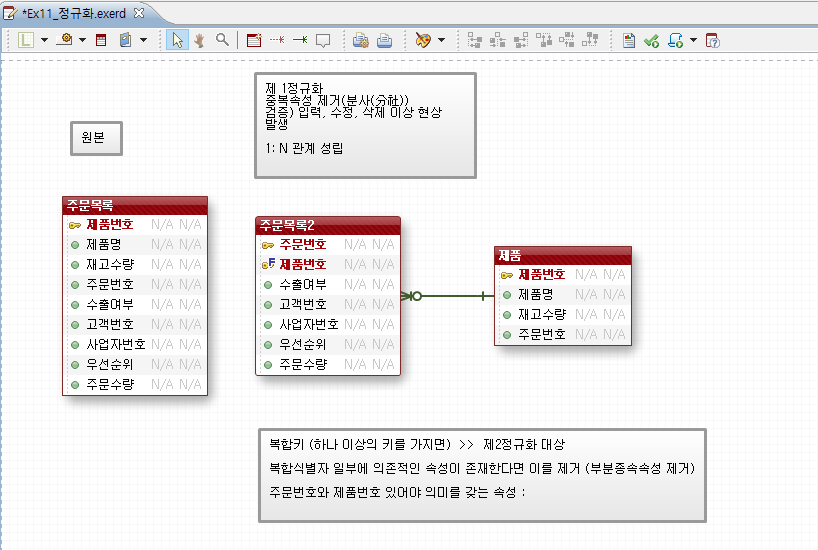 *Ex11_정규화.exerd
원본
제 1정규화
중복속성 제거(분사(分社))
검증) 입력, 수정, 삭제 이상 현상
발생
1: N 관계 성립
주문목록
제품번호 N/A N/A
제품명 N/A N/A
재고수량 N/A N/A
주문번호 N/A N/A
수출여부 N/A N/A
고객번호 N/A N/A
사업자번호 N/A N/A
우선순위 N/A N/A
주문수량 N/A N/A
주문목록2
주문번호 N/A N/A
제품번호 N/A N/A
수출여부 N/A N/A
고객번호 N/A N/A
사업자번호 N/A N/A
우선순위 N/A N/A
주문수량 N/A N/A
제품
제품번호 N/A N/A
제품명 N/A N/A
재고수량 N/A N/A
주문번호 N/A N/A
복합키 (하나 이상의 키를 가지면) >> 제2정규화 대상
복합식별자 일부에 의존적인 속성이 존재한다면 이를 제거 (부분종속속성 제거)
주문번호와 제품번호 있어야 의미를 갖는 속성 :